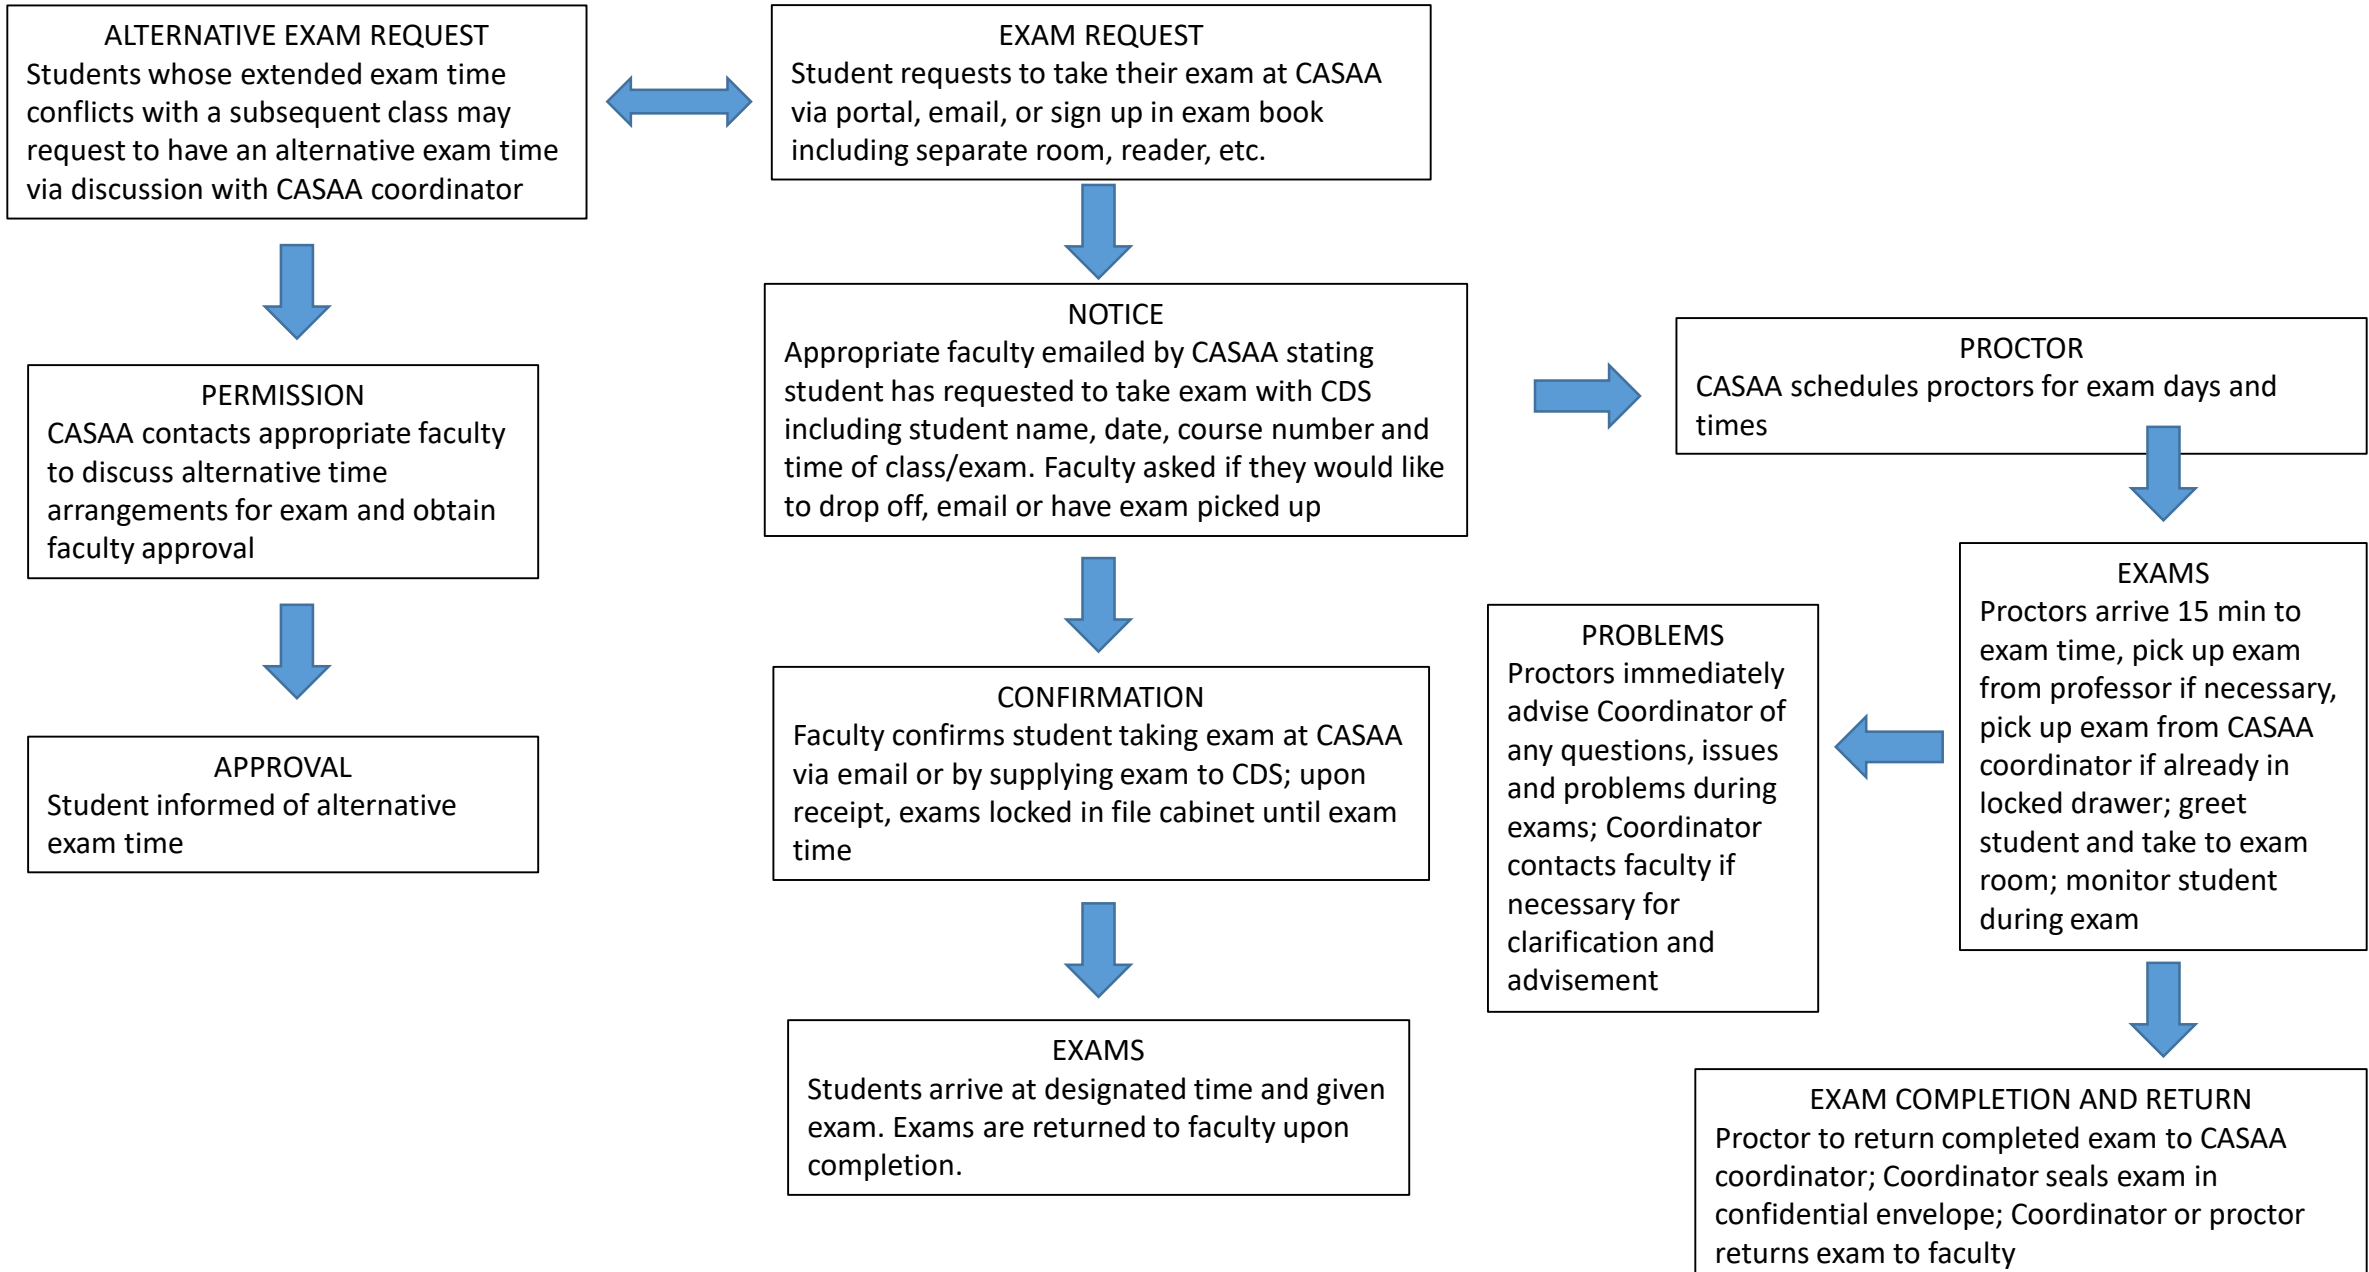 ALTERNATIVE EXAM REQUEST
Students whose extended exam time
conflicts with a subsequent class may
request to have an alternative exam time
via discussion with CASAA coordinator
EXAM REQUEST
Student requests to take their exam at CASAA
via portal, email, or sign up in exam book
including separate room, reader, etc.
NOTICE
Appropriate faculty emailed by CASAA stating
student has requested to take exam with CDS
including student name, date, course number and
time of class/exam. Faculty asked if they would like
to drop off, email or have exam picked up
PROCTOR
CASAA schedules proctors for exam days and
times
PERMISSION
CASAA contacts appropriate faculty
to discuss alternative time
arrangements for exam and obtain
faculty approval
APPROVAL
Student informed of alternative
exam time
CONFIRMATION
Faculty confirms student taking exam at CASAA
via email or by supplying exam to CDS; upon
receipt, exams locked in file cabinet until exam
time
EXAMS
Students arrive at designated time and given
exam. Exams are returned to faculty upon
completion.
PROBLEMS
Proctors immediately
advise Coordinator of
any questions, issues
and problems during
exams; Coordinator
contacts faculty if
necessary for
clarification and
advisement
EXAMS
Proctors arrive 15 min to
exam time, pick up exam
from professor if necessary,
pick up exam from CASAA
coordinator if already in
locked drawer; greet
student and take to exam
room; monitor student
during exam
EXAM COMPLETION AND RETURN
Proctor to return completed exam to CASAA
coordinator; Coordinator seals exam in
confidential envelope; Coordinator or proctor
returns exam to faculty